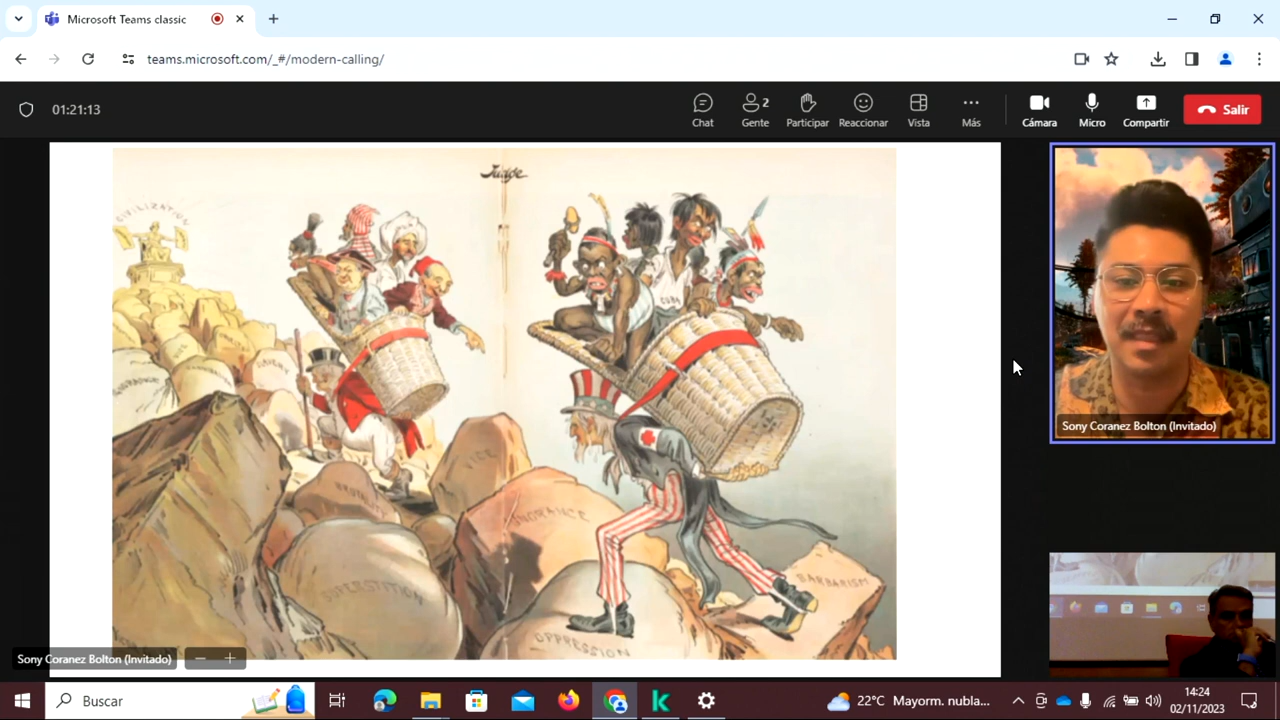 Microsoft Teams classic
teams.microsoft.com/_#/modern-calling/
01:21:13
2
Chat
Gente
Participar
Reaccionar
Vista
Más
Cámara
Micro
Compartir
Salir
Judge
CIVILIZATION
CUBA
VICE
IGNORANCE
SUPERSTITION
BARBARISM
OPPRESSION
Sony Coranez Bolton (Invitado)
Sony Coranez Bolton (Invitado)
Buscar
22°C Mayorm. nubla...
14:24
02/11/2023